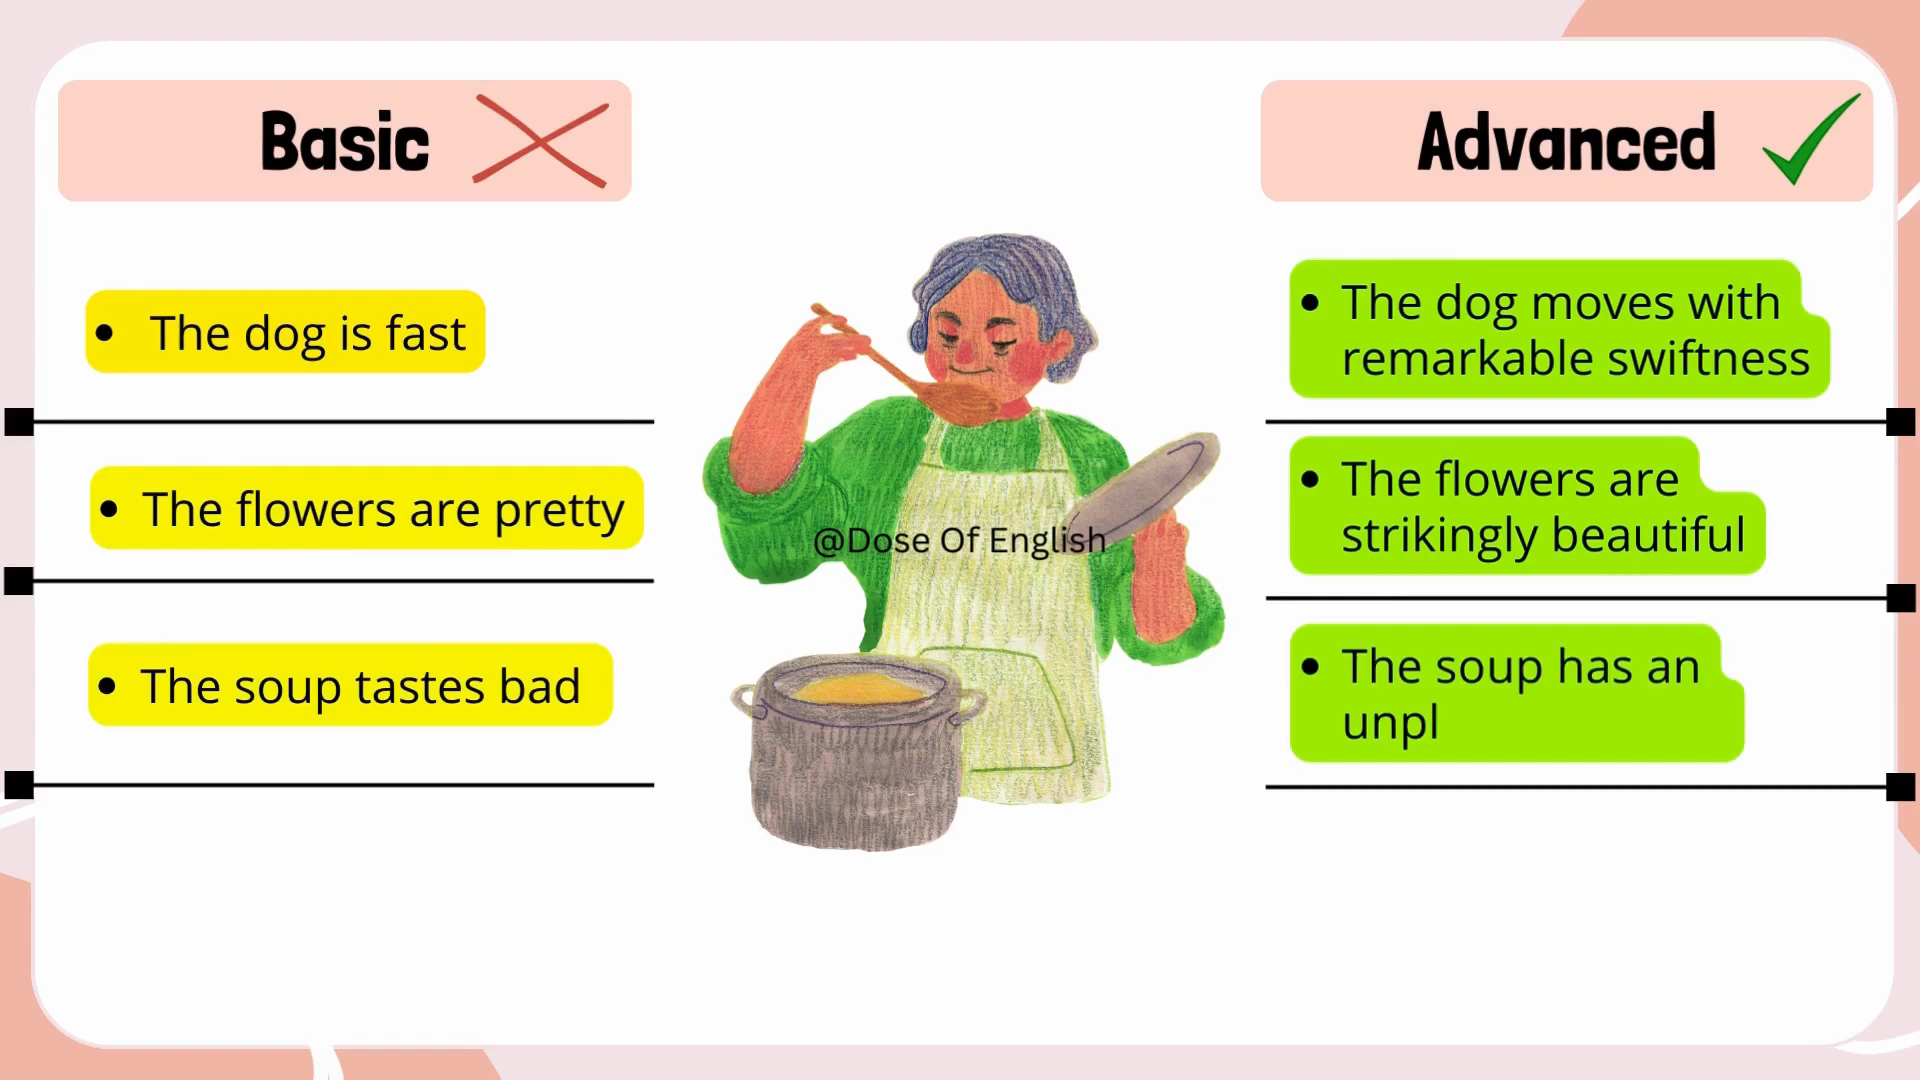 Basic
Advanced
• The dog is fast
• The dog moves with
remarkable swiftness
• The flowers are pretty
• The flowers are
strikingly beautiful
@Dose Of English
• The soup tastes bad
• The soup has an
unpl